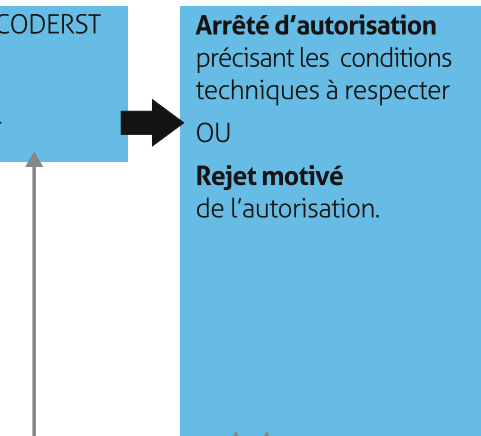 CODERST
Arrêté d’autorisation
précisant les conditions
techniques à respecter
OU
Rejet motivé
de l’autorisation.